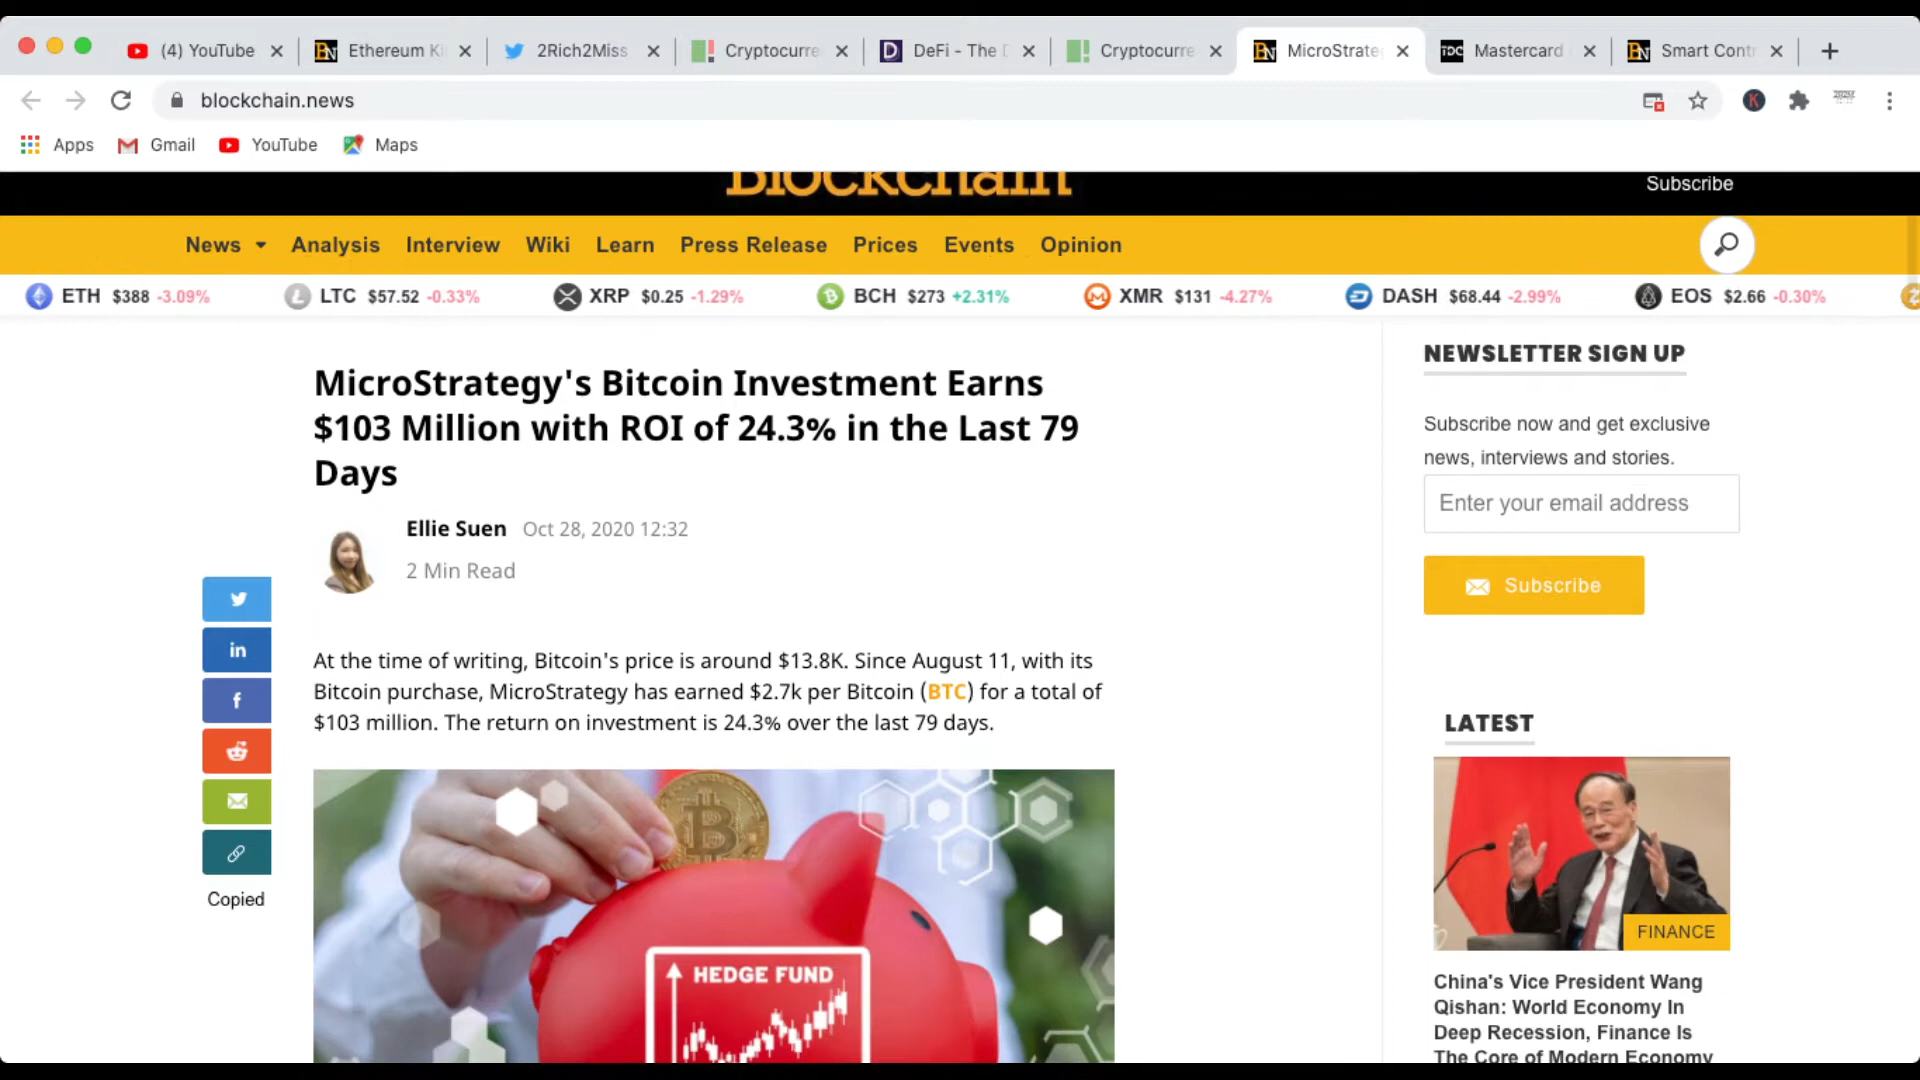 (4) YouTube
Ethereum Ki
2Rich2Miss
Cryptocurre
DeFi - The D
Cryptocurre
MicroStrate
Mastercard
Smart Contr
blockchain.news
Apps
Gmail
YouTube
Maps
Blockchain
Subscribe
News
Analysis
Interview
Wiki
Learn
Press Release
Prices
Events
Opinion
ETH $388 -3.09%
LTC $57.52 -0.33%
XRP $0.25 -1.29%
BCH $273 +2.31%
XMR $131 -4.27%
DASH $68.44 -2.99%
EOS $2.66 -0.30%
MicroStrategy's Bitcoin Investment Earns
$103 Million with ROI of 24.3% in the Last 79
Days
Ellie Suen Oct 28, 2020 12:32
2 Min Read
Copied
At the time of writing, Bitcoin's price is around $13.8K. Since August 11, with its
Bitcoin purchase, MicroStrategy has earned $2.7k per Bitcoin (BTC) for a total of
$103 million. The return on investment is 24.3% over the last 79 days.
HEDGE FUND
NEWSLETTER SIGN UP
Subscribe now and get exclusive
news, interviews and stories.
Enter your email address
Subscribe
LATEST
FINANCE
China's Vice President Wang
Qishan: World Economy In
Deep Recession, Finance Is
The Core of Modern Economy